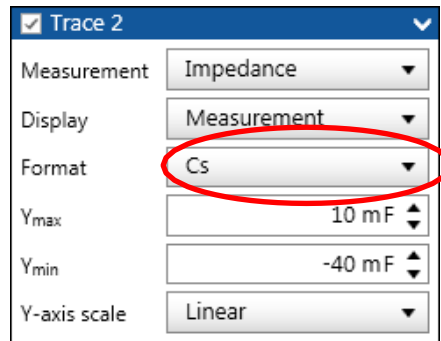 Trace 2
Measurement Impedance
Display Measurement
Format Cs
Ymax 10 mF
Ymin -40 mF
Y-axis scale Linear